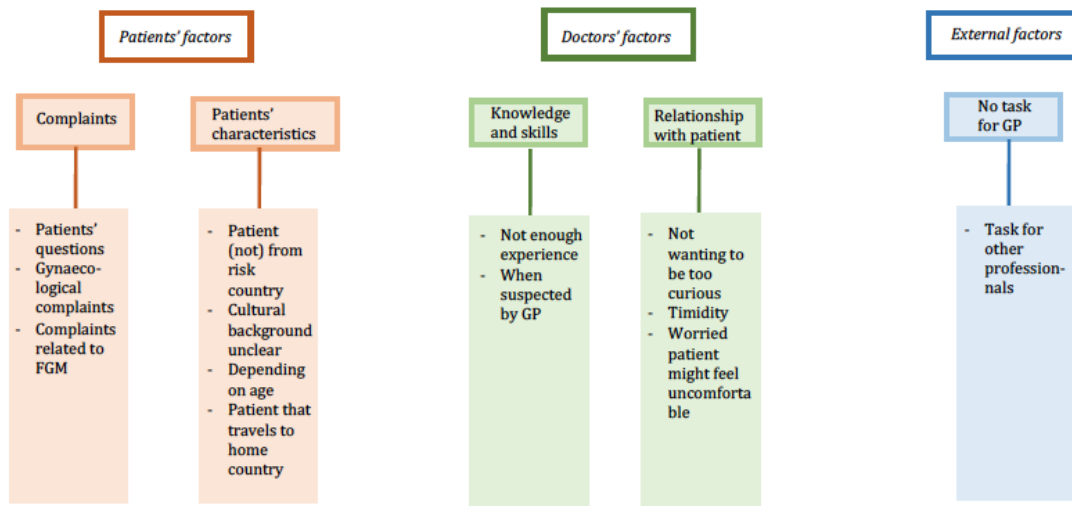 Patients' factors
Doctors' factors
External factors
Complaints
Patients'
characteristics
Knowledge
and skills
Relationship
with patient
No task
for GP
- Patients'
questions
- Gynaeco-
logical
complaints
- Complaints
related to
FGM
- Patient
(not) from
risk
country
- Cultural
background
unclear
- Depending
on age
- Patient that
travels to
home
country
- Not enough
experience
- When
suspected
by GP
- Not
wanting to
be too
curious
- Timidity
- Worried
patient
might feel
uncomforta
ble
- Task for
other
profession-
nals